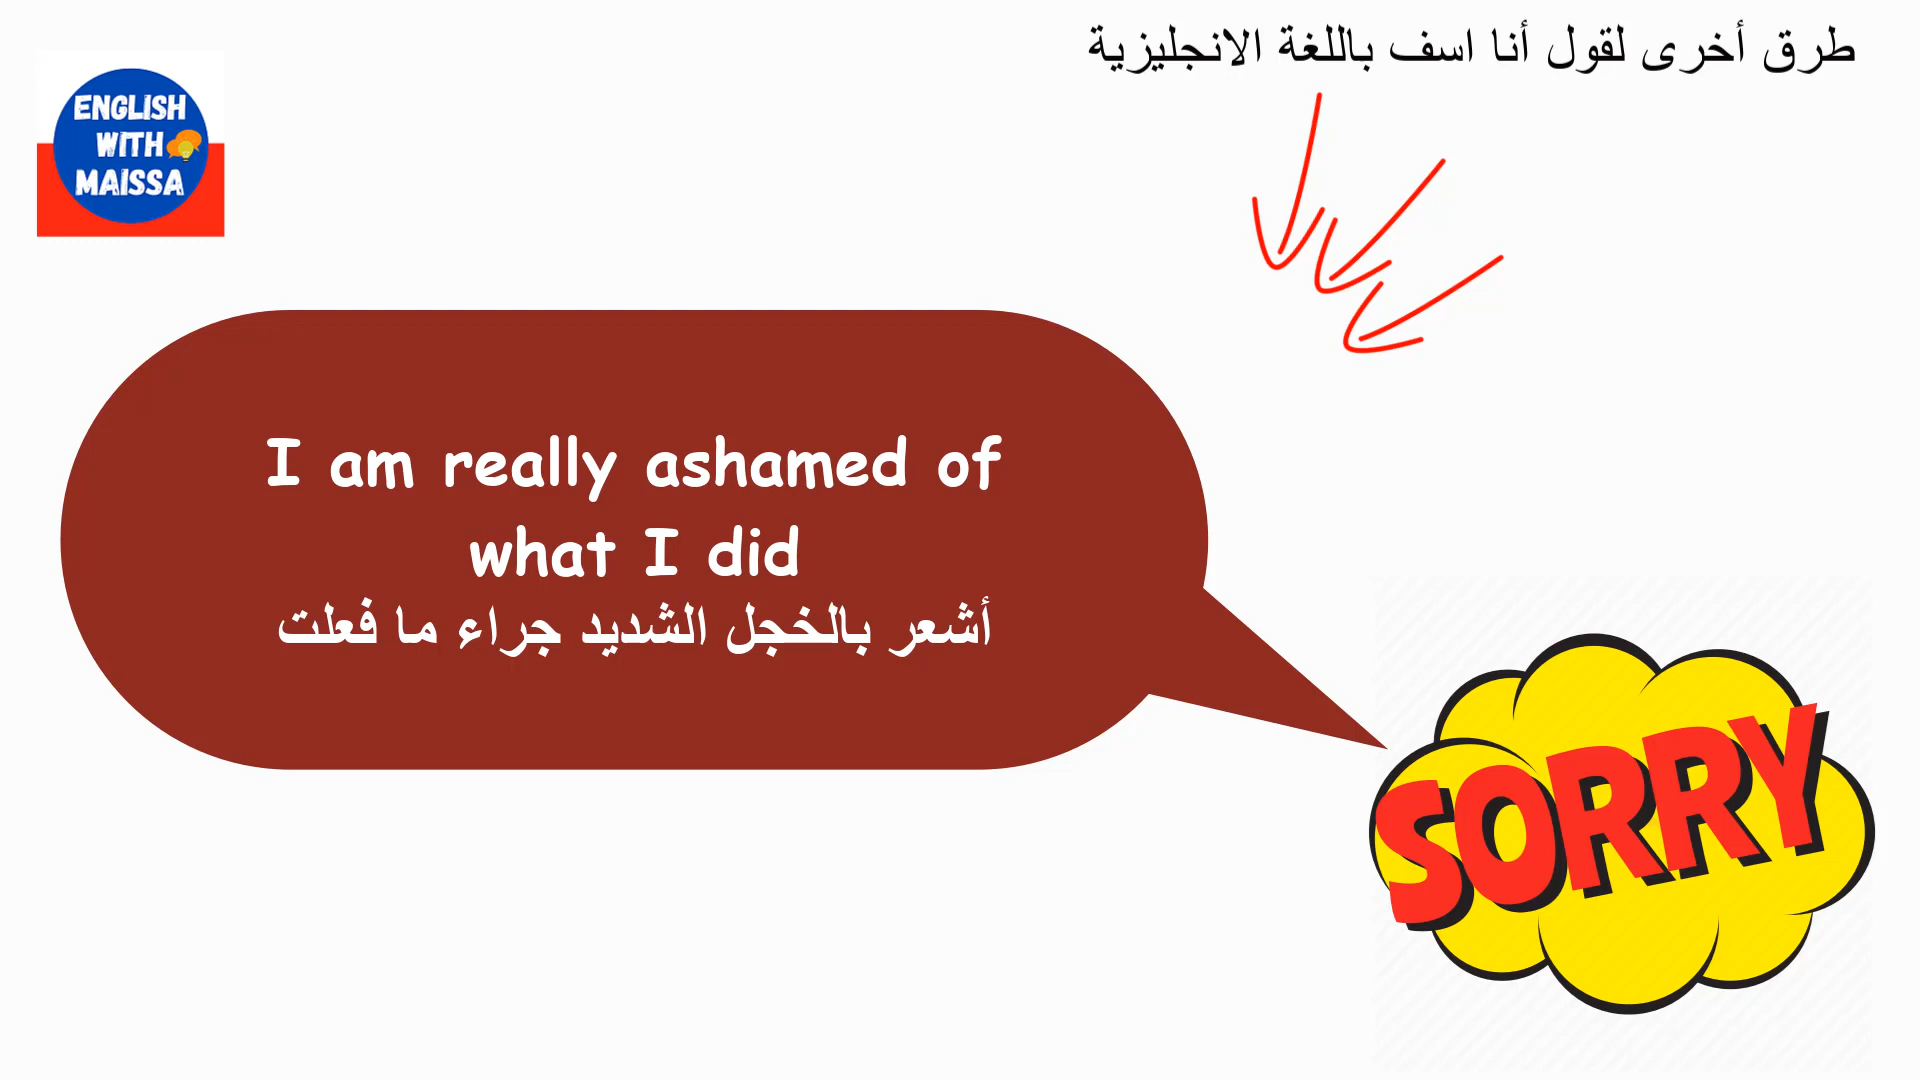 طرق أخرى لقول أنا اسف باللغة الانجليزية
ENGLISH
WITH
MAISSA
I am really ashamed of
what I did
أشعر بالخجل الشديد جراء ما فعلت
SORRY